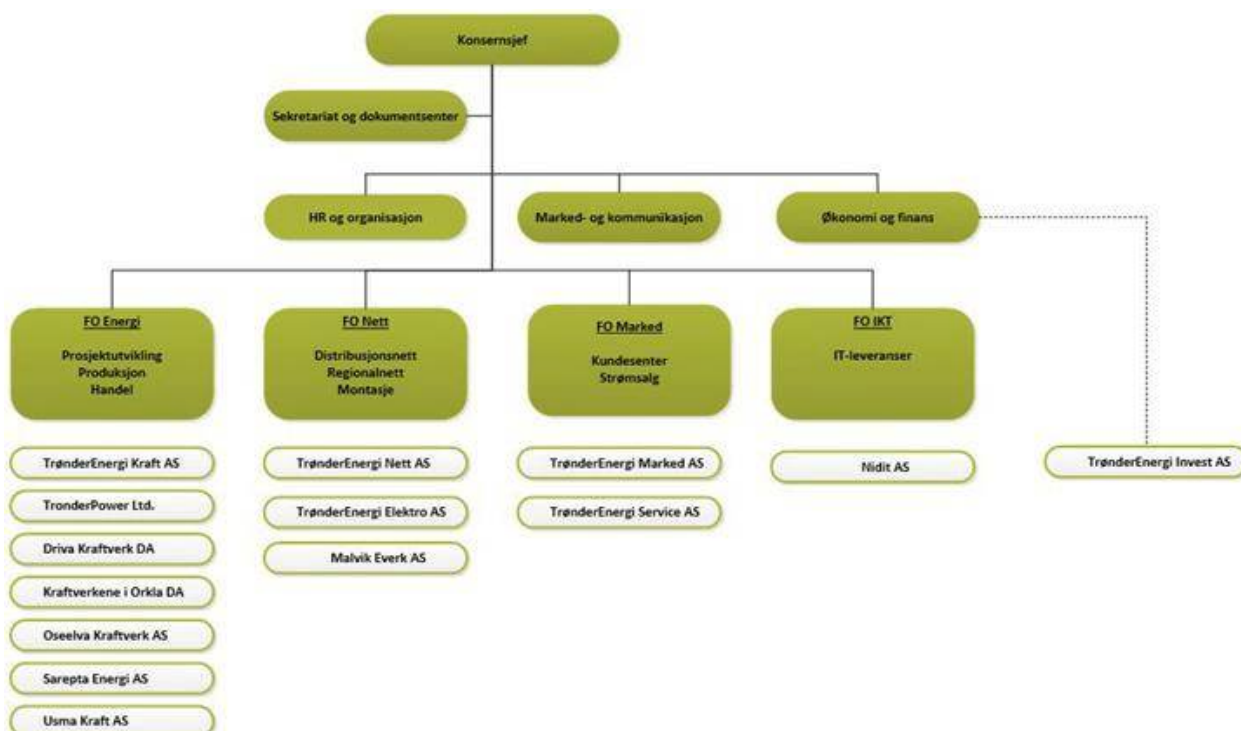 Konsernsjef
Sekretariat og dokumentsenter
HR og organisasjon
Marked- og kommunikasjon
Økonomi og finans
FO Energi
Prosjektutvikling
Produksjon
Handel
FO Nett
Distribusjonsnett
Regionalnett
Montasje
FO Marked
Kundesenter
Strømsalg
FO IKT
IT-leveranser
TrønderEnergi Kraft AS
TronderPower Ltd.
Driva Kraftverk DA
Kraftverkene i Orkla DA
Oseelva Kraftverk AS
Sarepta Energi AS
Usma Kraft AS
TrønderEnergi Nett AS
TrønderEnergi Elektro AS
Malvik Everk AS
TrønderEnergi Marked AS
TrønderEnergi Service AS
Nidit AS
TrønderEnergi Invest AS